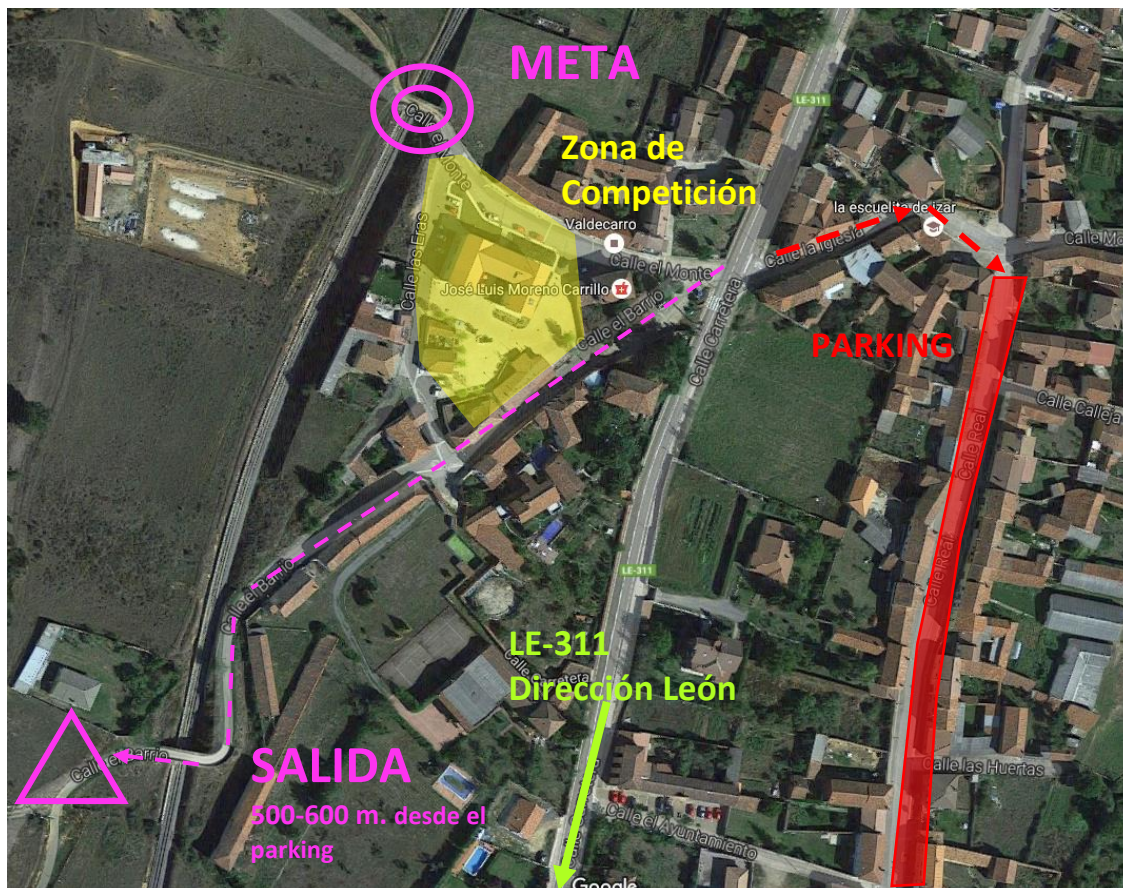 META
Calle el Monte
LE-311
Zona de
Competición
la escuelita de izar
Valdecarro
Calle la Iglesia
Calle las Eras
Calle el Monte
José Luis Moreno Carrillo
Calle el Barrio
Calle Carretera
PARKING
Calle Calleja
Calle Real
Calle Real
LE-311
Calle el Barrio
LE-311
Dirección León
Calle el Barrio
SALIDA
500-600 m. desde el
parking
Calle las Huertas
Calle el Ayuntamiento
Google